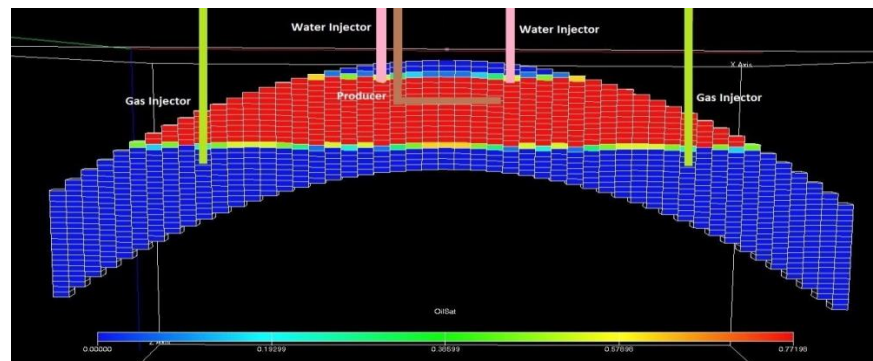 Water Injector
Water Injector
X Axis
Gas Injector
Producer
Gas Injector
OilSat
Z Axis
0.00000
0.19299
0.38599
0.57898
0.77198